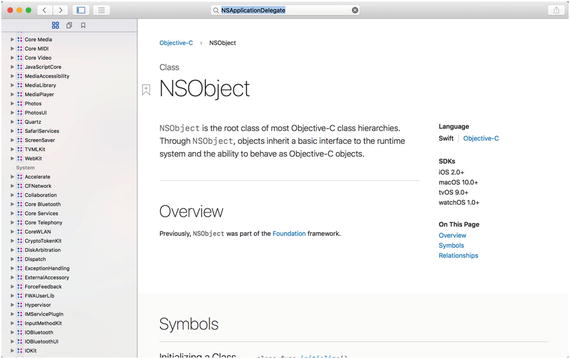 NSApplicationDelegate
Core Media
Core MIDI
Core Video
JavaScriptCore
MediaAccessibility
MediaLibrary
MediaPlayer
Photos
PhotosUI
Quartz
SafariServices
ScreenSaver
TVMLKit
WebKit
System
Accelerate
CFNetwork
Collaboration
Core Bluetooth
Core Services
Core Telephony
CoreWLAN
CryptoTokenKit
DiskArbitration
Dispatch
ExceptionHandling
ExternalAccessory
ForceFeedback
FWAUserLib
Hypervisor
IMServicePlugIn
InputMethodKit
IOBluetooth
IOBluetoothUI
IOKit
Objective-C › NSObject
Class
NSObject
NSObject is the root class of most Objective-C class hierarchies.
Through NSObject, objects inherit a basic interface to the runtime
system and the ability to behave as Objective-C objects.
Overview
Previously, NSObject was part of the Foundation framework.
Symbols
Initializing a Class
class func initialize()
Language
Swift | Objective-C
SDKs
iOS 2.0+
macOS 10.0+
tvOS 9.0+
watchOS 1.0+
On This Page
Overview
Symbols
Relationships